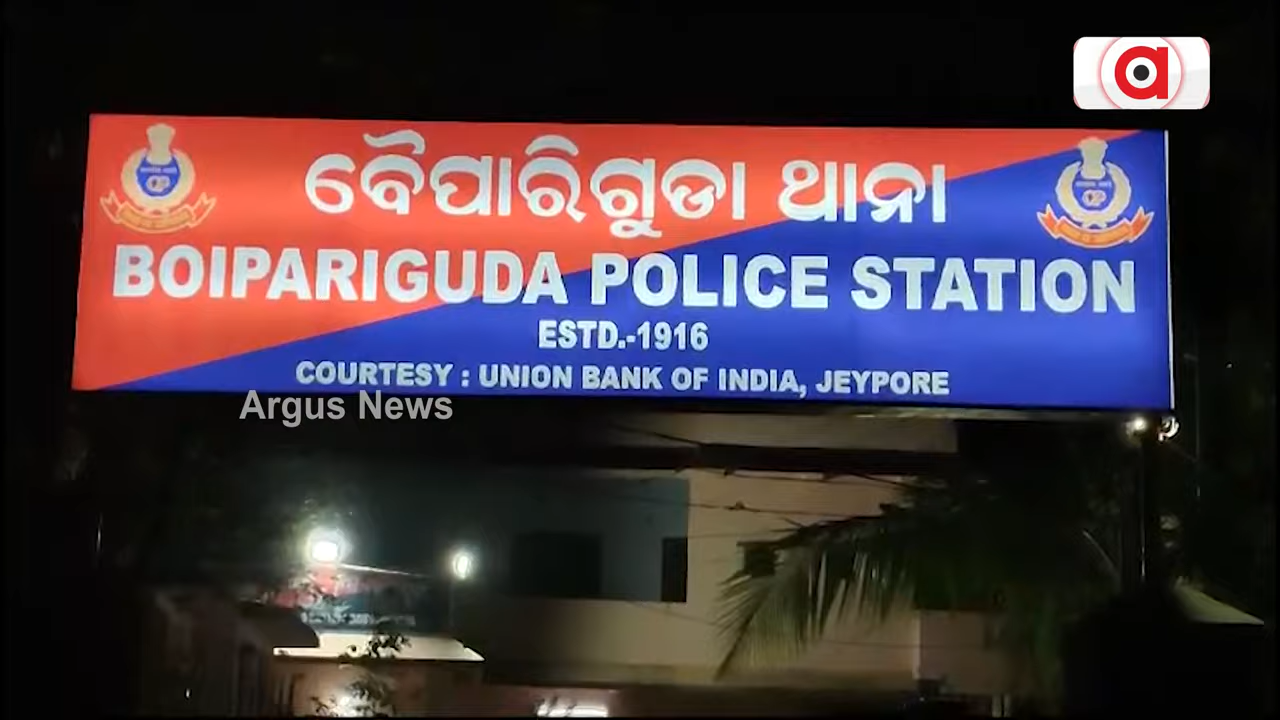 ବୈପାରିଗୁଡା ଥାନା
BOIPARIGUDA POLICE STATION
ESTD.-1916
COURTESY : UNION BANK OF INDIA, JEYPORE
Argus News